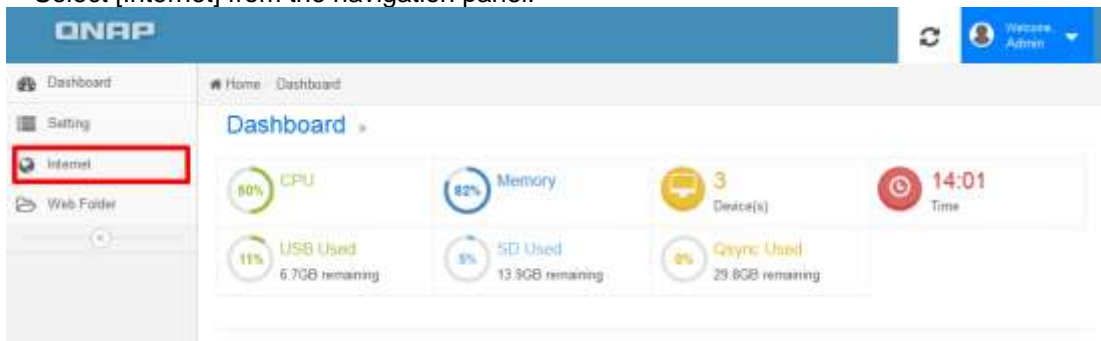 Select [Internet] from the navigation panel.
QNAP
Welcome, Admin
Dashboard
Home Dashboard
Setting
Dashboard »
Internet
Web Folder
60% CPU
82% Memory
3 Device(s)
14:01 Time
11% USB Used 6.7GB remaining
5% SD Used 13.9GB remaining
0% Qsync Used 29.8GB remaining